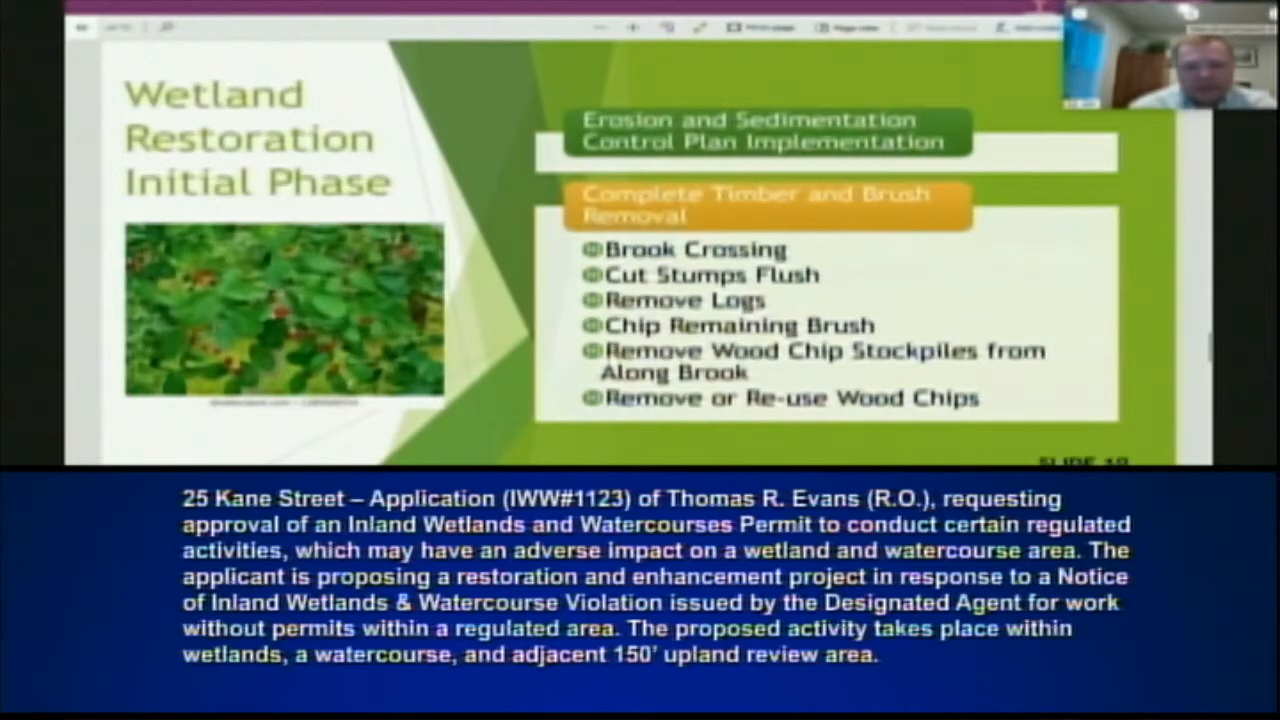 Wetland
Restoration
Initial Phase
Erosion and Sedimentation
Control Plan Implementation
Complete Timber and Brush
Removal
Brook Crossing
Cut Stumps Flush
Remove Logs
Chip Remaining Brush
Remove Wood Chip Stockpiles from
Along Brook
Remove or Re-use Wood Chips
25 Kane Street – Application (IWW#1123) of Thomas R. Evans (R.O.), requesting
approval of an Inland Wetlands and Watercourses Permit to conduct certain regulated
activities, which may have an adverse impact on a wetland and watercourse area. The
applicant is proposing a restoration and enhancement project in response to a Notice
of Inland Wetlands & Watercourse Violation issued by the Designated Agent for work
without permits within a regulated area. The proposed activity takes place within
wetlands, a watercourse, and adjacent 150’ upland review area.